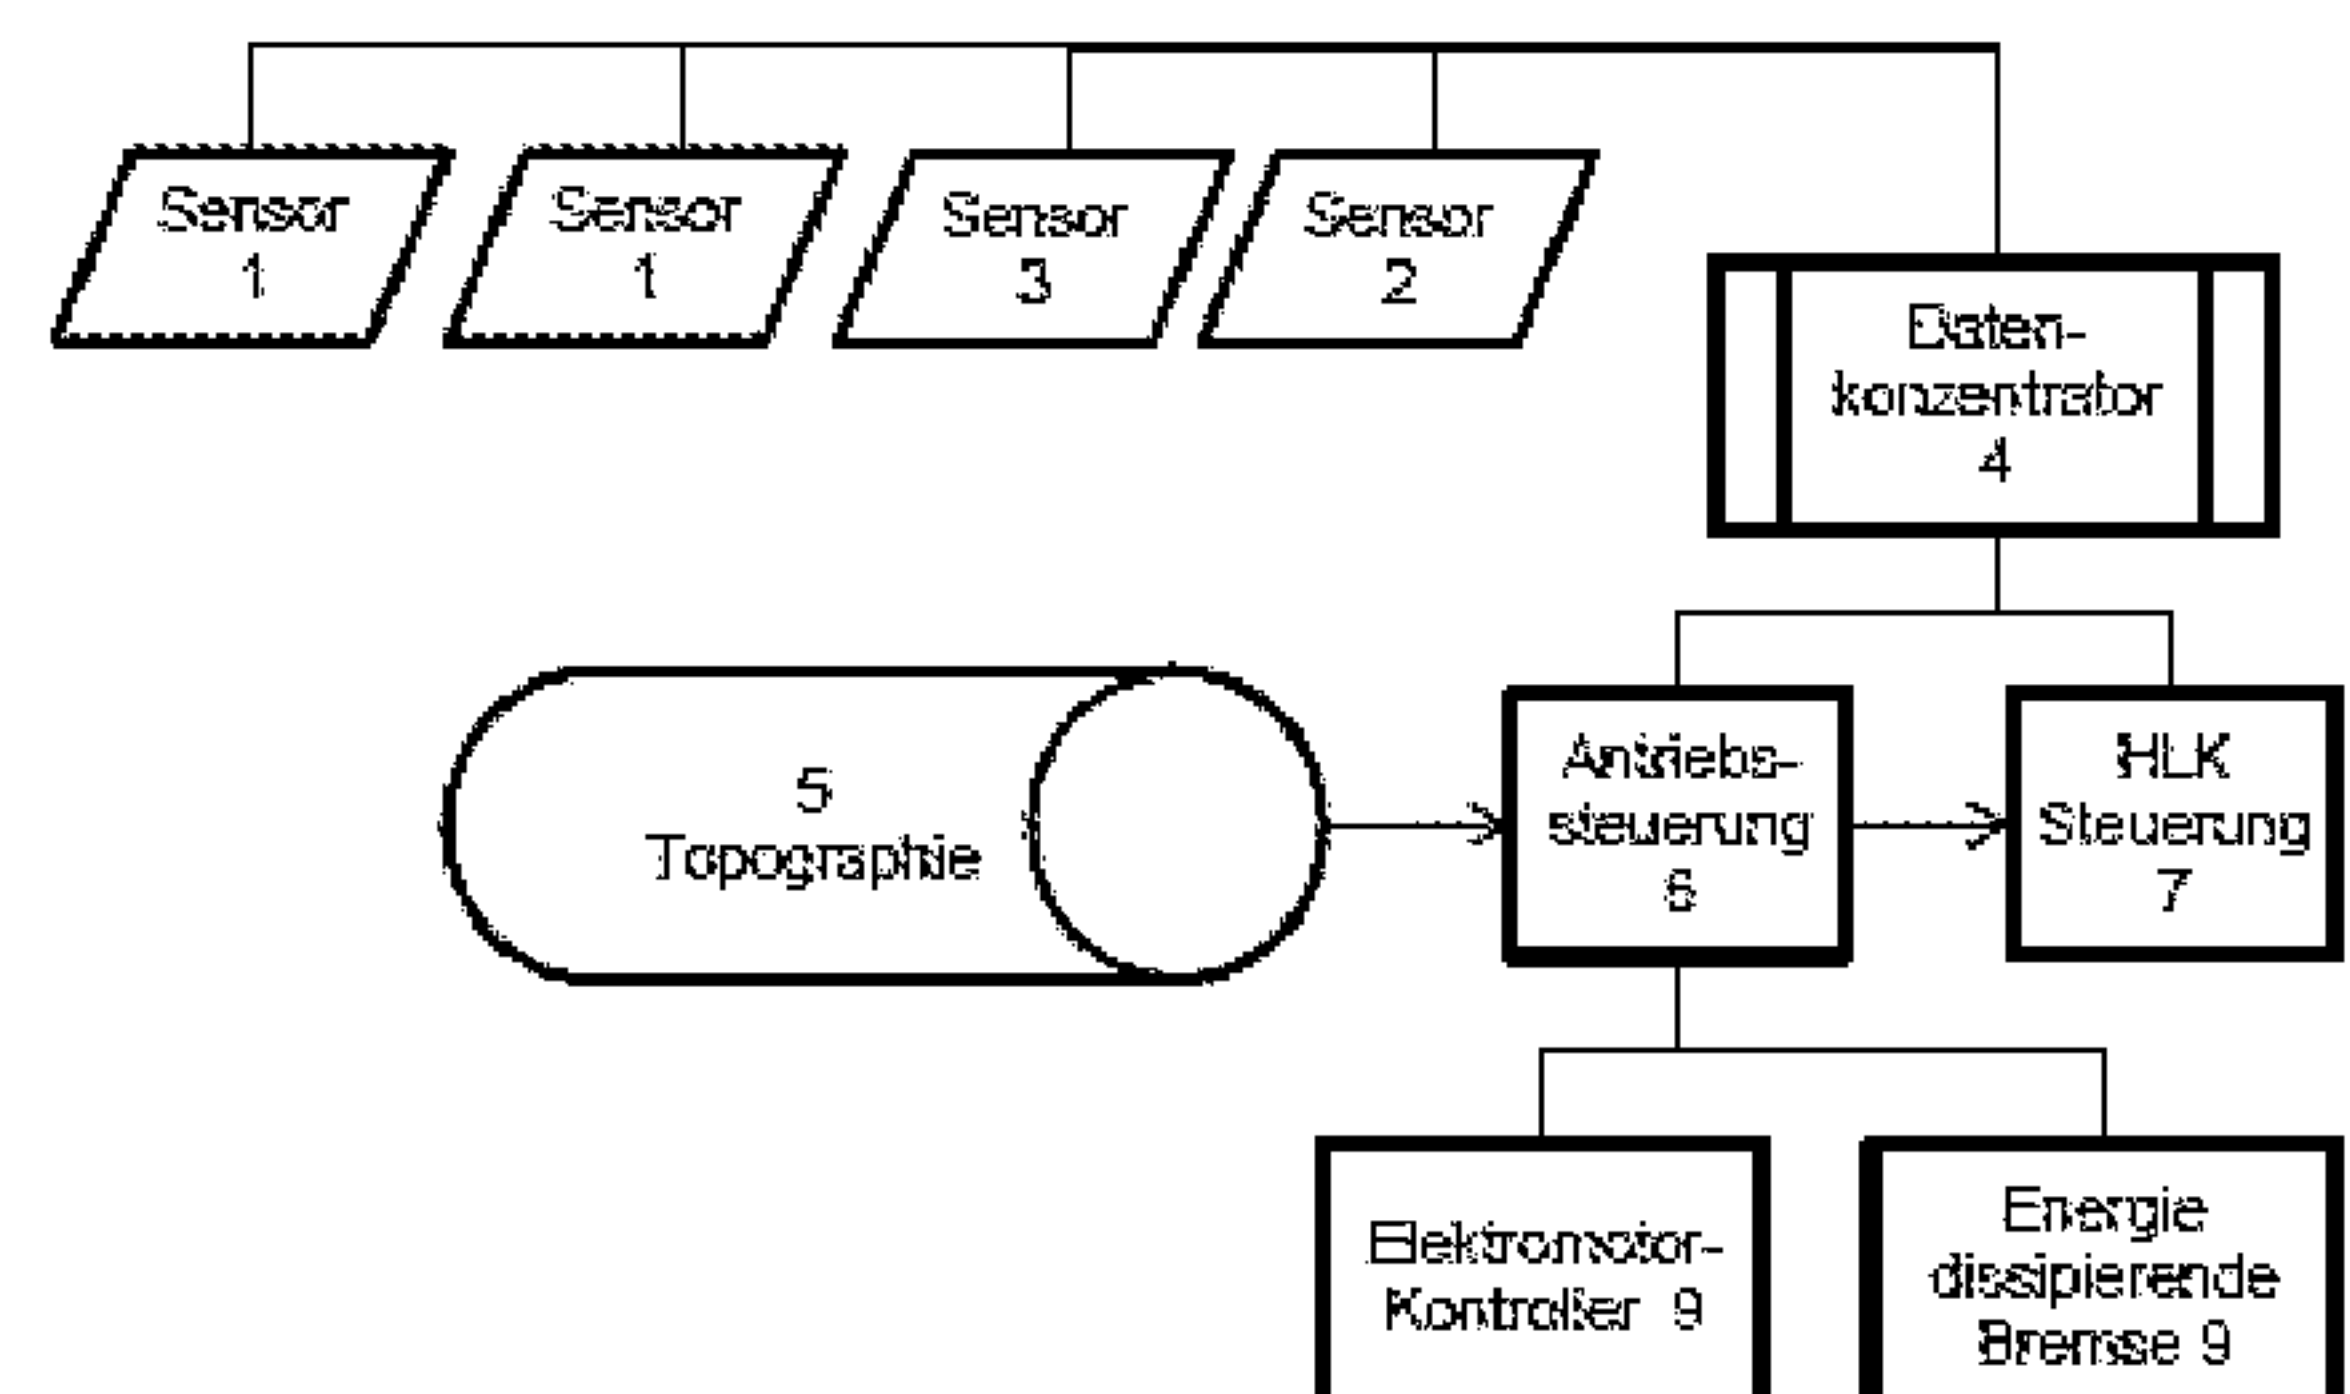 Sensor
1
Sensor
1
Sensor
3
Sensor
2
Daten-
konzentrator
4
5
Topographie
Antriebs-
steuerung
6
HLK
Steuerung
7
Elektromotor-
Kontroller 9
Energie
dissipierende
Bremse 9